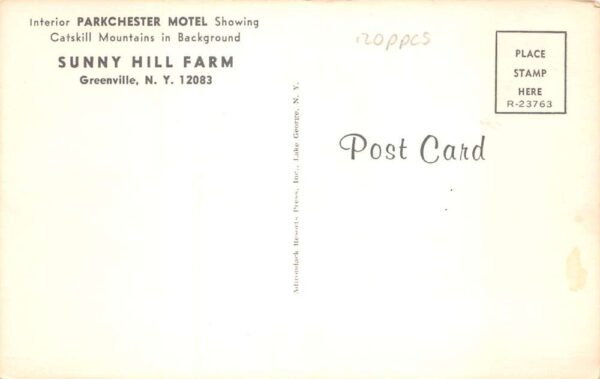 Interior PARKCHESTER MOTEL Showing
Catskill Mountains in Background
SUNNY HILL FARM
Greenville, N. Y. 12083
120ppcs
Adirondack Resorts Press, Inc., Lake George, N. Y.
PLACE
STAMP
HERE
R-23763
Post Card